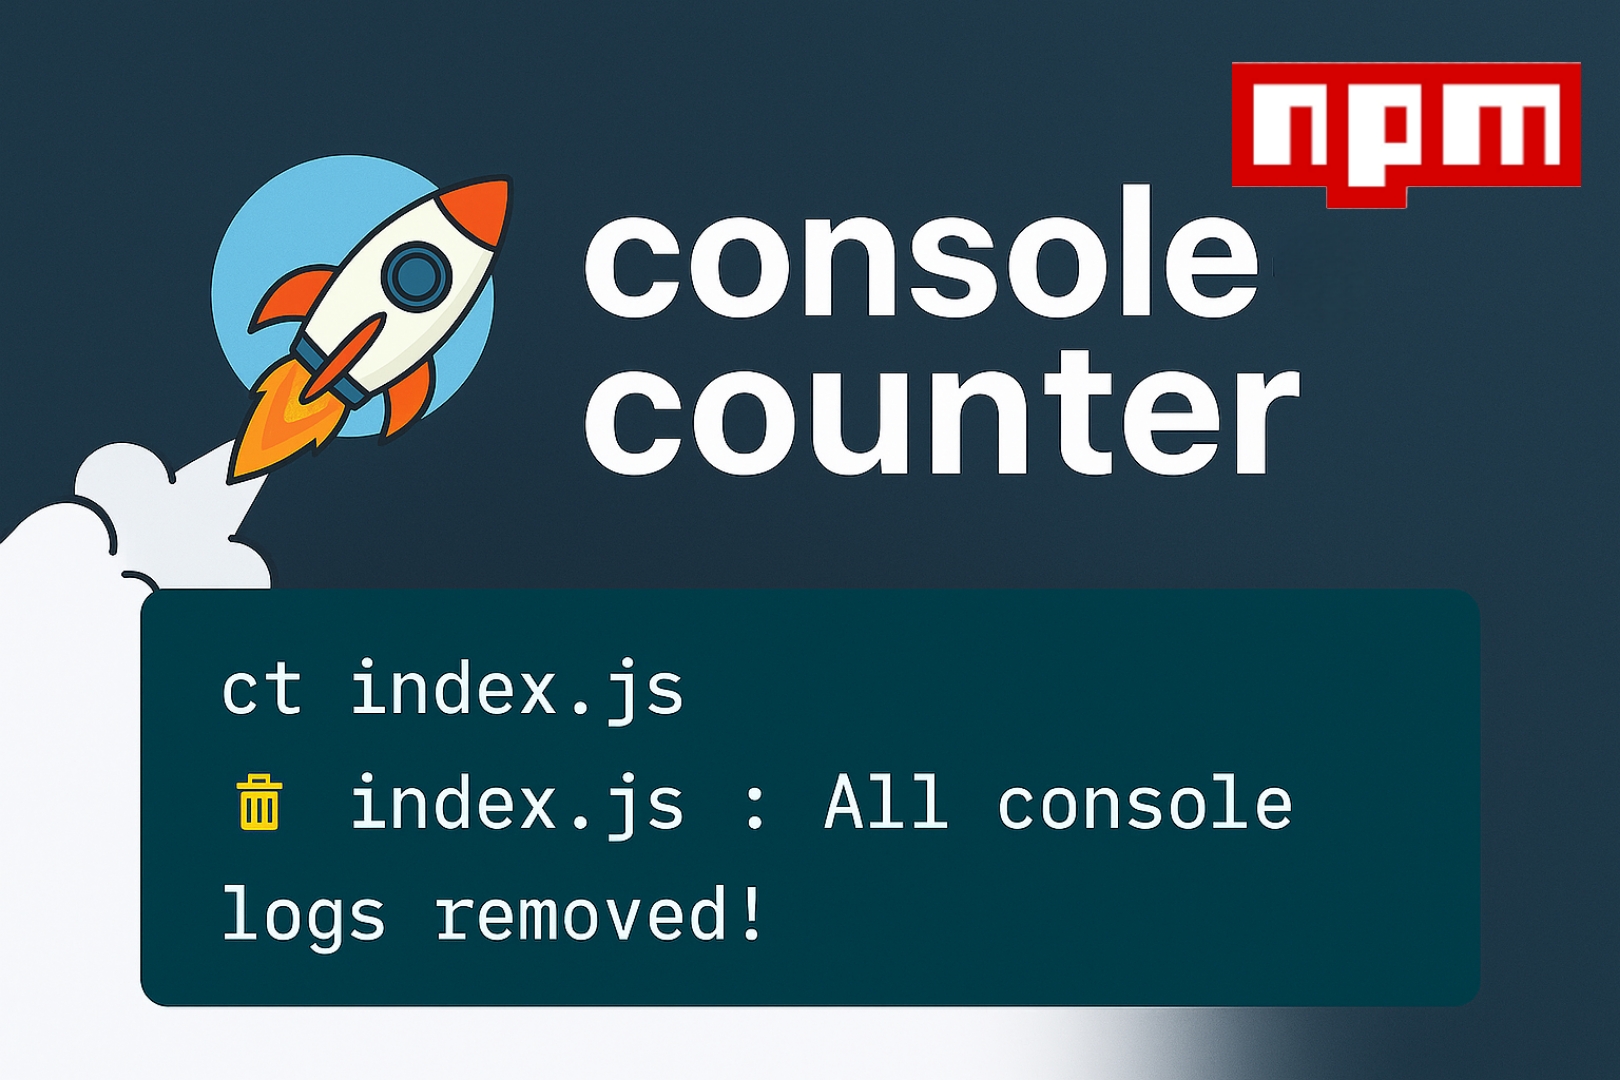 npm
console
counter
ct index.js
🗑 index.js : All console
logs removed!